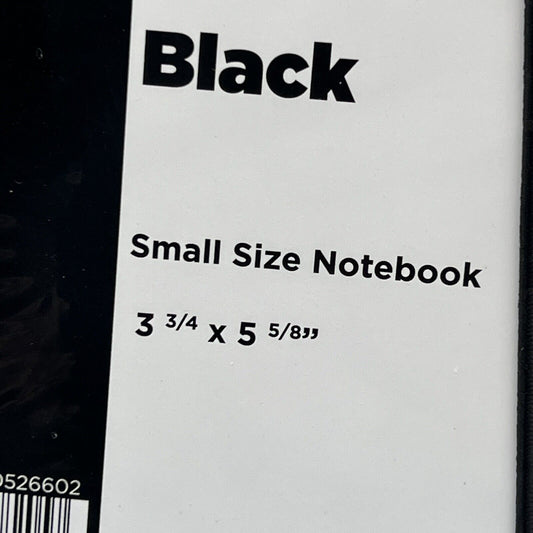 Black
Small Size Notebook
3 3/4 x 5 5/8”
0526602